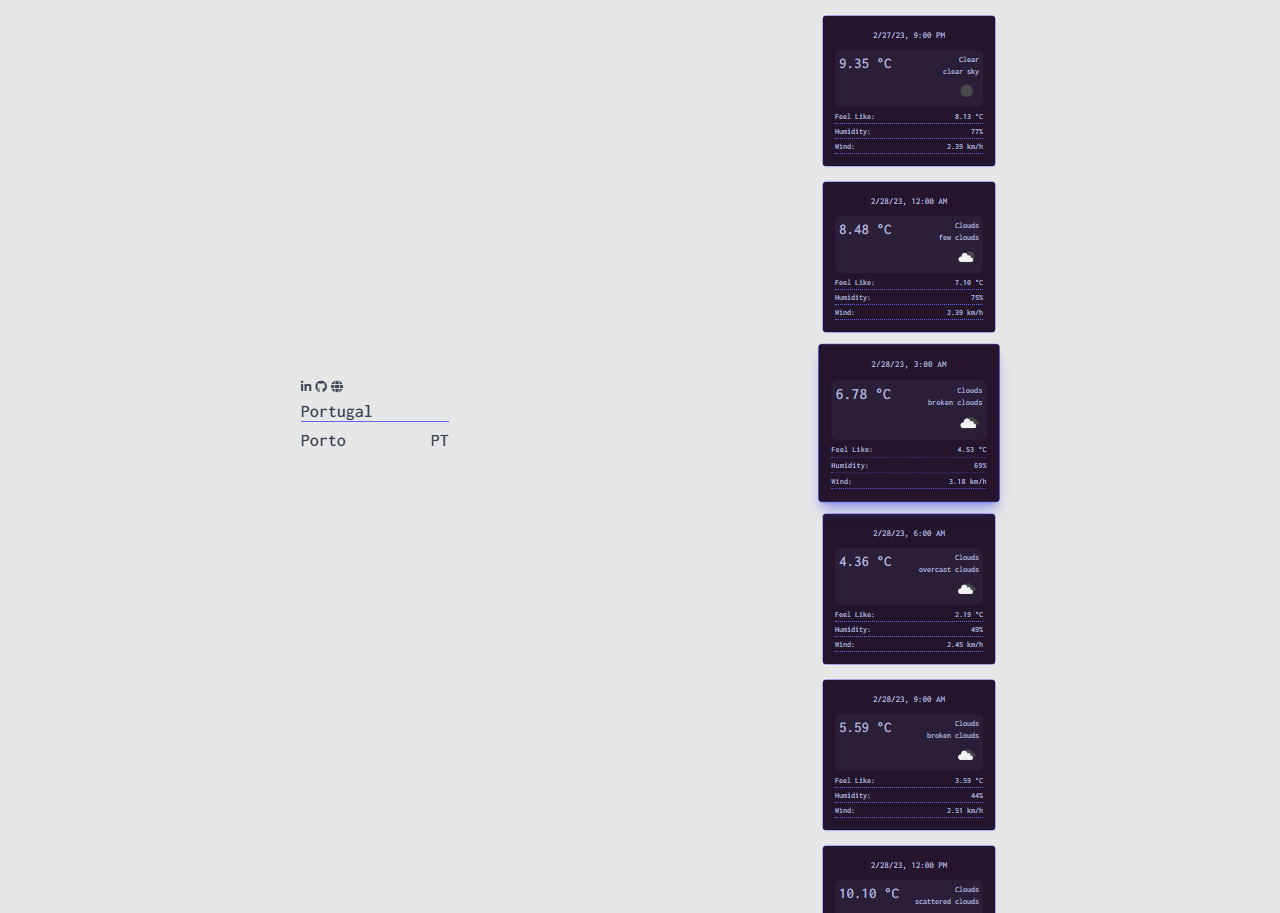 Portugal
Porto PT
2/27/23, 9:00 PM
9.35 °C
Clear
clear sky
Feel Like: 8.13 °C
Humidity: 77%
Wind: 2.39 km/h
2/28/23, 12:00 AM
8.48 °C
Clouds
few clouds
Feel Like: 7.10 °C
Humidity: 75%
Wind: 2.39 km/h
2/28/23, 3:00 AM
6.78 °C
Clouds
broken clouds
Feel Like: 4.53 °C
Humidity: 69%
Wind: 3.18 km/h
2/28/23, 6:00 AM
4.36 °C
Clouds
overcast clouds
Feel Like: 2.19 °C
Humidity: 49%
Wind: 2.45 km/h
2/28/23, 9:00 AM
5.59 °C
Clouds
broken clouds
Feel Like: 3.59 °C
Humidity: 44%
Wind: 2.51 km/h
2/28/23, 12:00 PM
10.10 °C
Clouds
scattered clouds